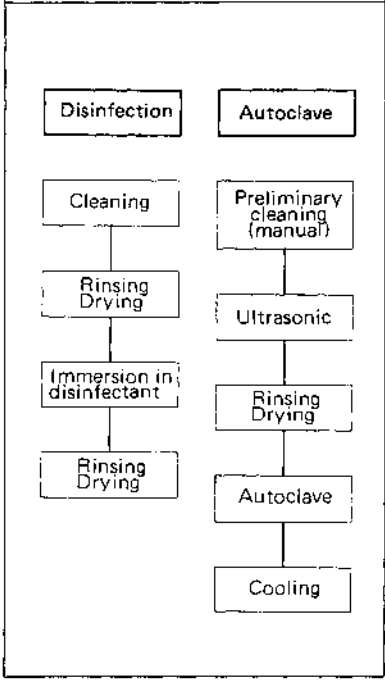 Disinfection
Cleaning
Rinsing
Drying
Immersion in
disinfectant
Rinsing
Drying
Autoclave
Preliminary
cleaning
(manual)
Ultrasonic
Rinsing
Drying
Autoclave
Cooling